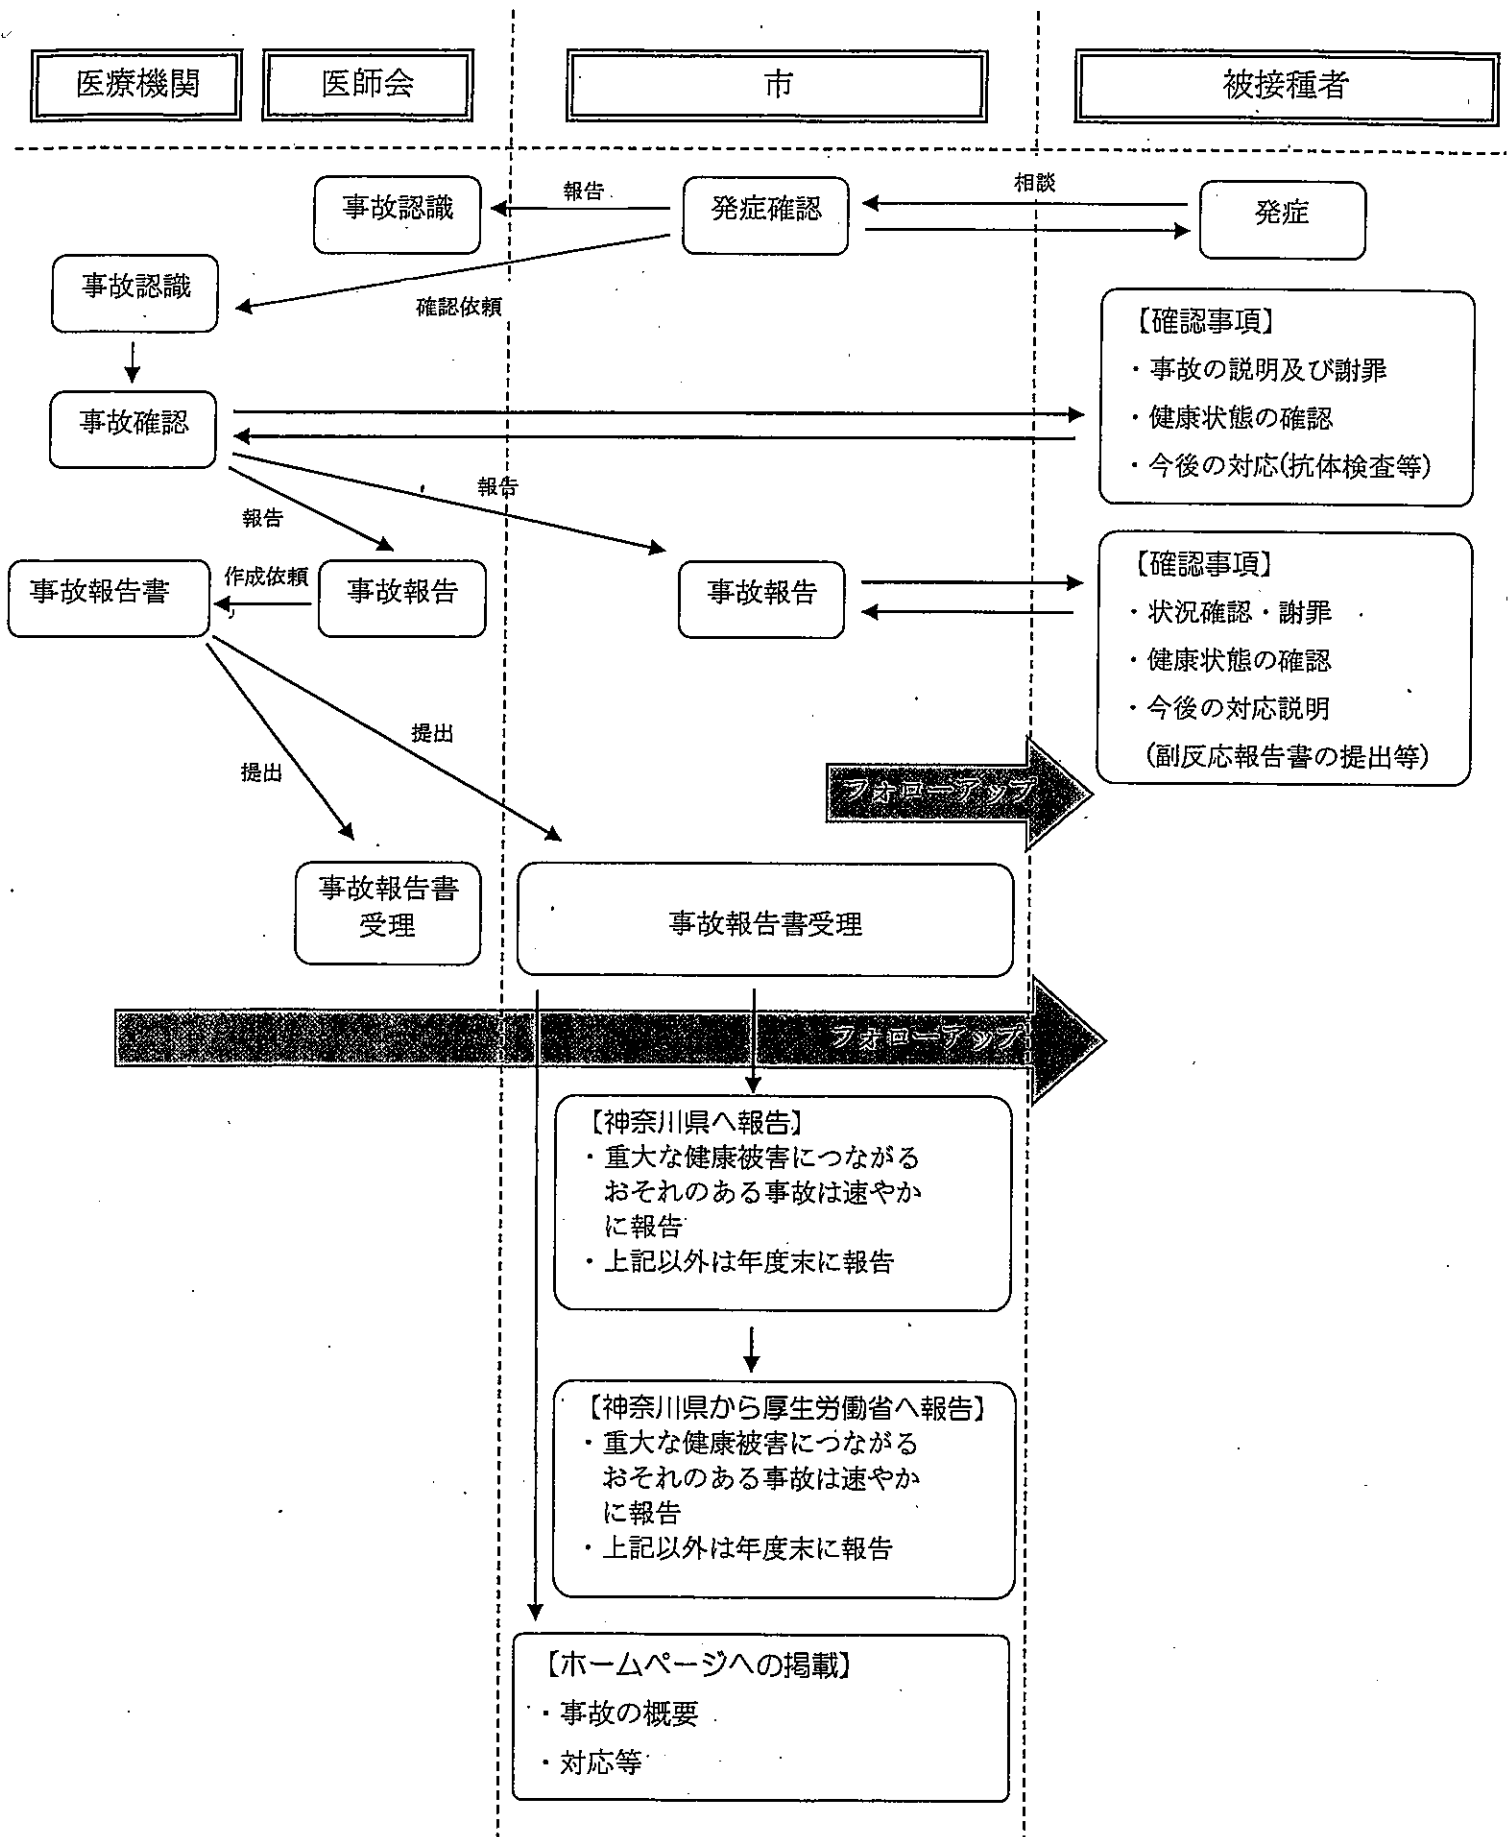 医療機関
医師会
市
被接種者
事故認識
報告
発症確認
相談
発症
事故認識
確認依頼
【確認事項】
・事故の説明及び謝罪
・健康状態の確認
・今後の対応(抗体検査等)
事故確認
報告
報告
事故報告書
作成依頼
事故報告
事故報告
【確認事項】
・状況確認・謝罪
・健康状態の確認
・今後の対応説明
(副反応報告書の提出等)
提出
提出
フォローアップ
事故報告書
受理
事故報告書受理
フォローアップ
【神奈川県へ報告】
・重大な健康被害につながる
おそれのある事故は速やか
に報告
・上記以外は年度末に報告
【神奈川県から厚生労働省へ報告】
・重大な健康被害につながる
おそれのある事故は速やか
に報告
・上記以外は年度末に報告
【ホームページへの掲載】
・事故の概要
・対応等